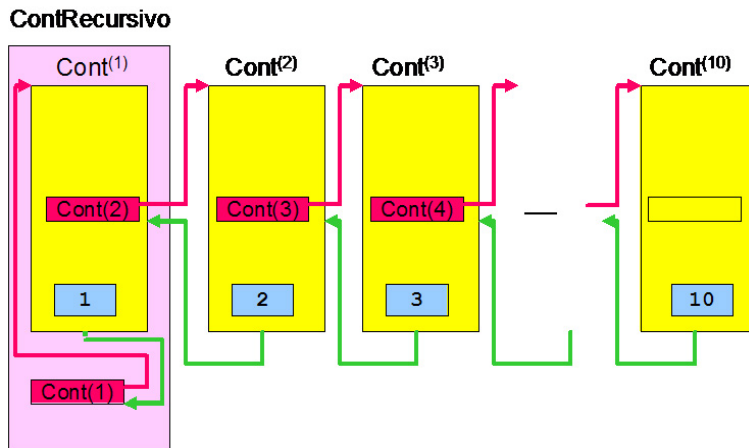 ContRecursivo
Cont(1) Cont(2) Cont(3) Cont(10)
Cont(2) Cont(3) Cont(4)
1 2 3 10
Cont(1)